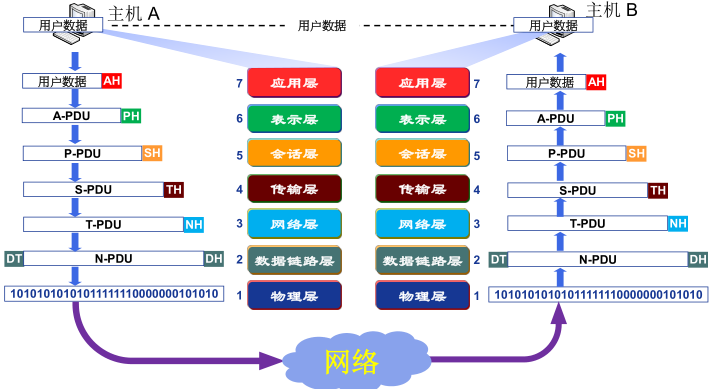 主机 A
主机 B
用户数据
用户数据
用户数据
用户数据 AH
7 应用层
应用层 7
用户数据 AH
A-PDU PH
6 表示层
表示层 6
A-PDU PH
P-PDU SH
5 会话层
会话层 5
P-PDU SH
S-PDU TH
4 传输层
传输层 4
S-PDU TH
T-PDU NH
3 网络层
网络层 3
T-PDU NH
DT N-PDU DH
2 数据链路层
数据链路层 2
DT N-PDU DH
10101010101011111110000000101010
1 物理层
物理层 1
10101010101011111110000000101010
网络